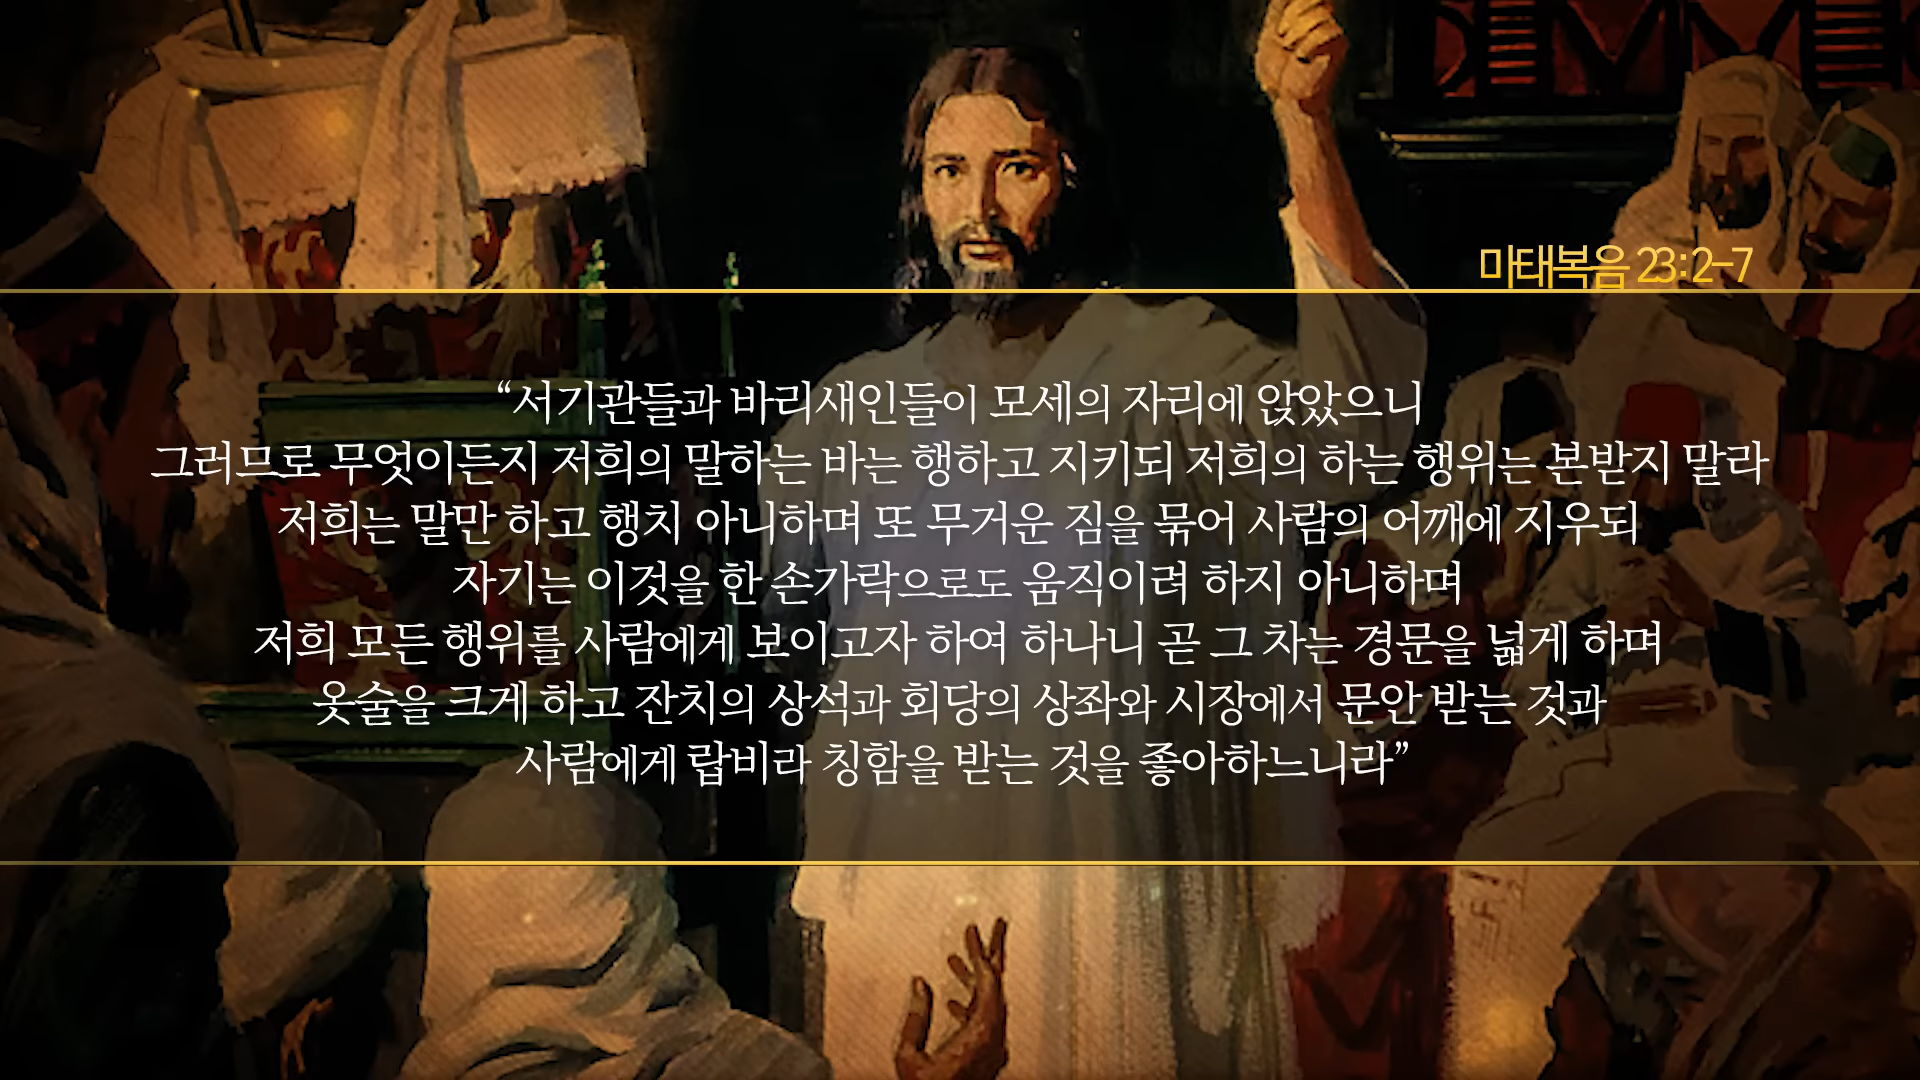 마태복음 23:2-7
“서기관들과 바리새인들이 모세의 자리에 앉았으니
그러므로 무엇이든지 저희의 말하는 바는 행하고 지키되 저희의 하는 행위는 본받지 말라
저희는 말만 하고 행치 아니하며 또 무거운 짐을 묶어 사람의 어깨에 지우되
자기는 이것을 한 손가락으로도 움직이려 하지 아니하며
저희 모든 행위를 사람에게 보이고자 하여 하나니 곧 그 차는 경문을 넓게 하며
옷술을 크게 하고 잔치의 상석과 회당의 상좌와 시장에서 문안 받는 것과
사람에게 랍비라 칭함을 받는 것을 좋아하느니라”